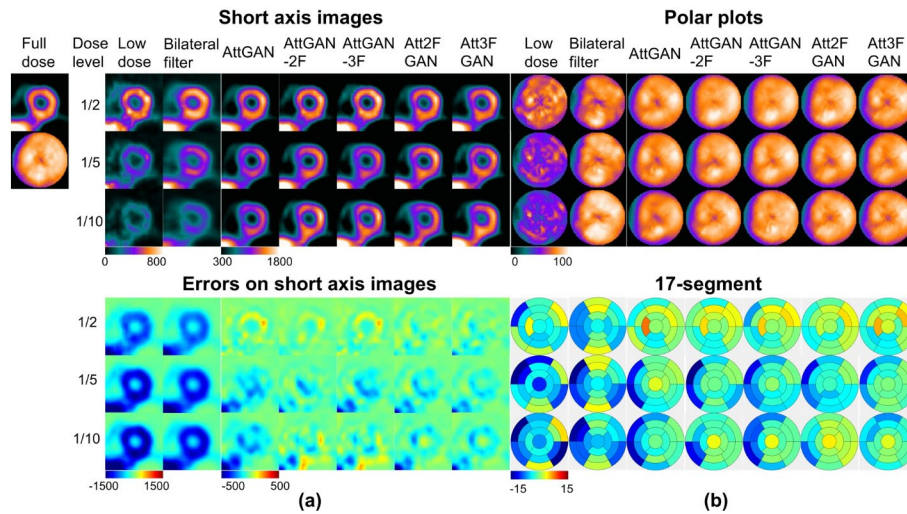 Short axis images
Polar plots
Full dose
Dose level
Low dose
Bilateral filter
AttGAN
AttGAN -2F
AttGAN -3F
Att2F GAN
Att3F GAN
Low dose
Bilateral filter
AttGAN
AttGAN -2F
AttGAN -3F
Att2F GAN
Att3F GAN
1/2
1/5
1/10
0 800
300 1800
0 100
Errors on short axis images
17-segment
1/2
1/5
1/10
-1500 1500
-500 500
-15 15
(a)
(b)